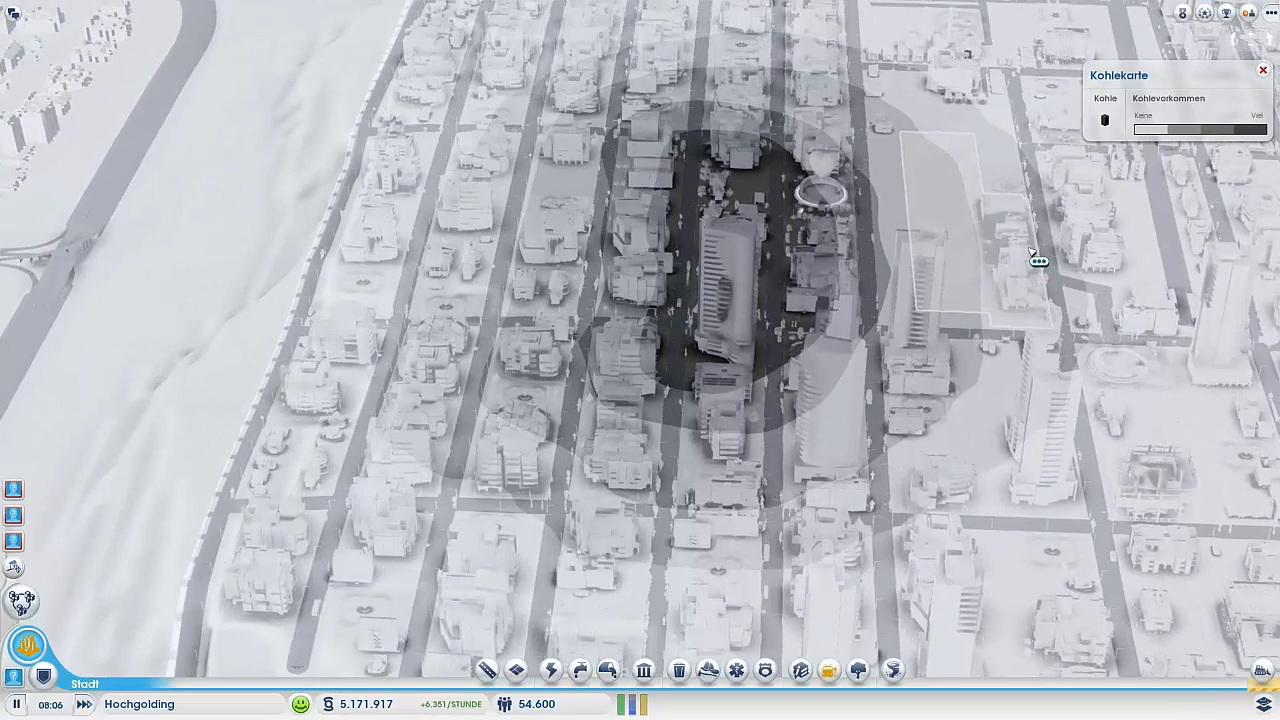 Kohlekarte
Kohle Kohlevorkommen
Keine Viel
Stadt
08:06 Hochgolding 5.171.917 +6.351/STUNDE 54.600